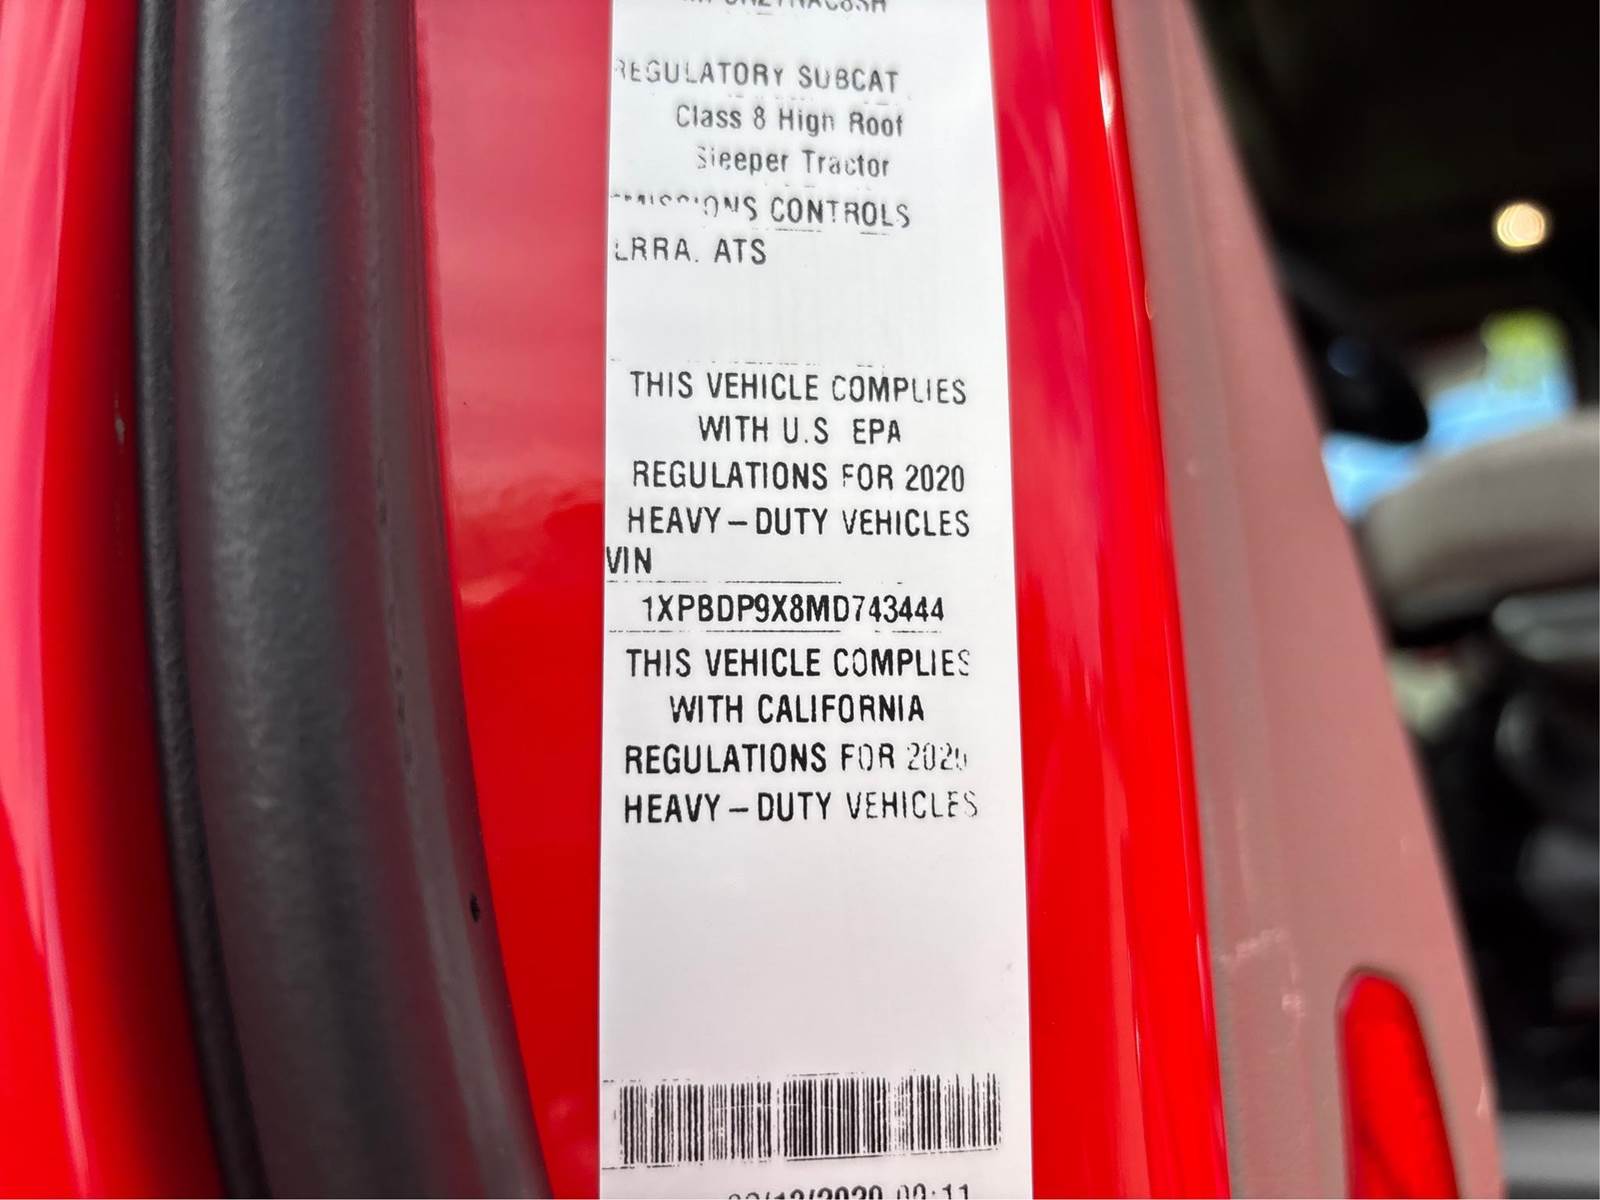 REGULATORY SUBCAT
Class 8 High Roof
Sleeper Tractor
EMISSIONS CONTROLS
LRRA. ATS
THIS VEHICLE COMPLIES
WITH U.S EPA
REGULATIONS FOR 2020
HEAVY-DUTY VEHICLES
VIN
1XPBDP9X8MD743444
THIS VEHICLE COMPLIES
WITH CALIFORNIA
REGULATIONS FOR 2020
HEAVY-DUTY VEHICLES